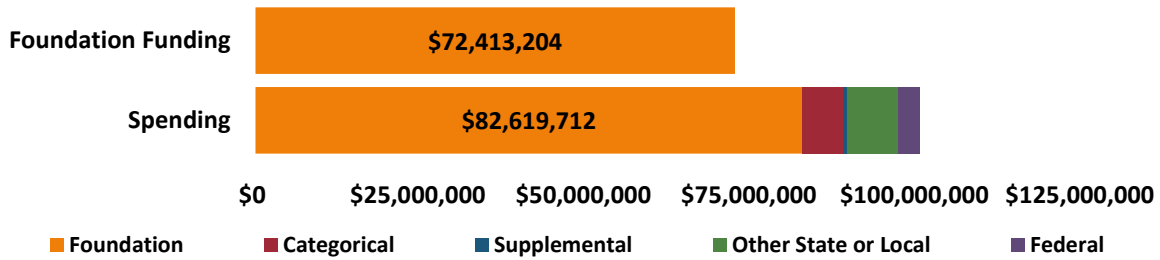 Foundation Funding
$72,413,204
Spending
$82,619,712
$0 $25,000,000 $50,000,000 $75,000,000 $100,000,000 $125,000,000
Foundation Categorical Supplemental Other State or Local Federal